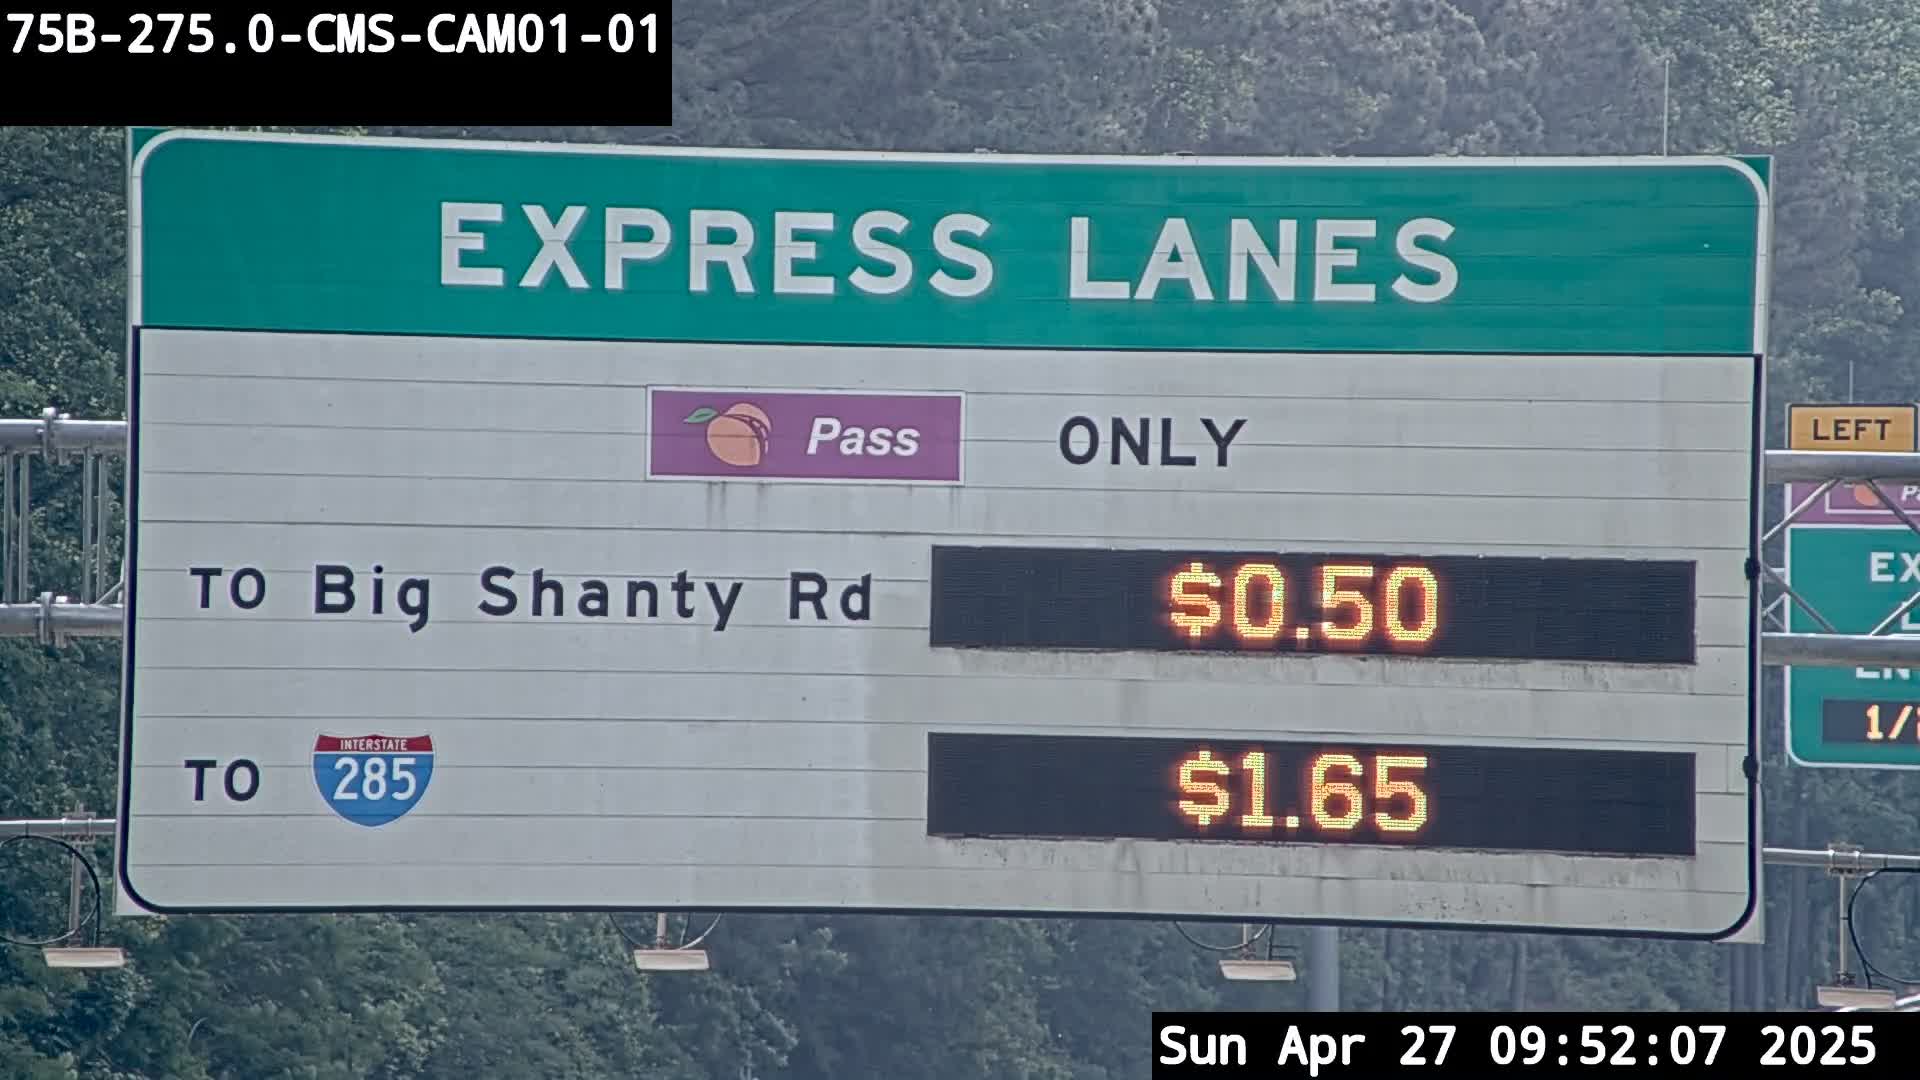 75B-275.0-CMS-CAM01-01
EXPRESS LANES
Pass ONLY
TO Big Shanty Rd $0.50
TO INTERSTATE 285 $1.65
LEFT
Sun Apr 27 09:52:07 2025